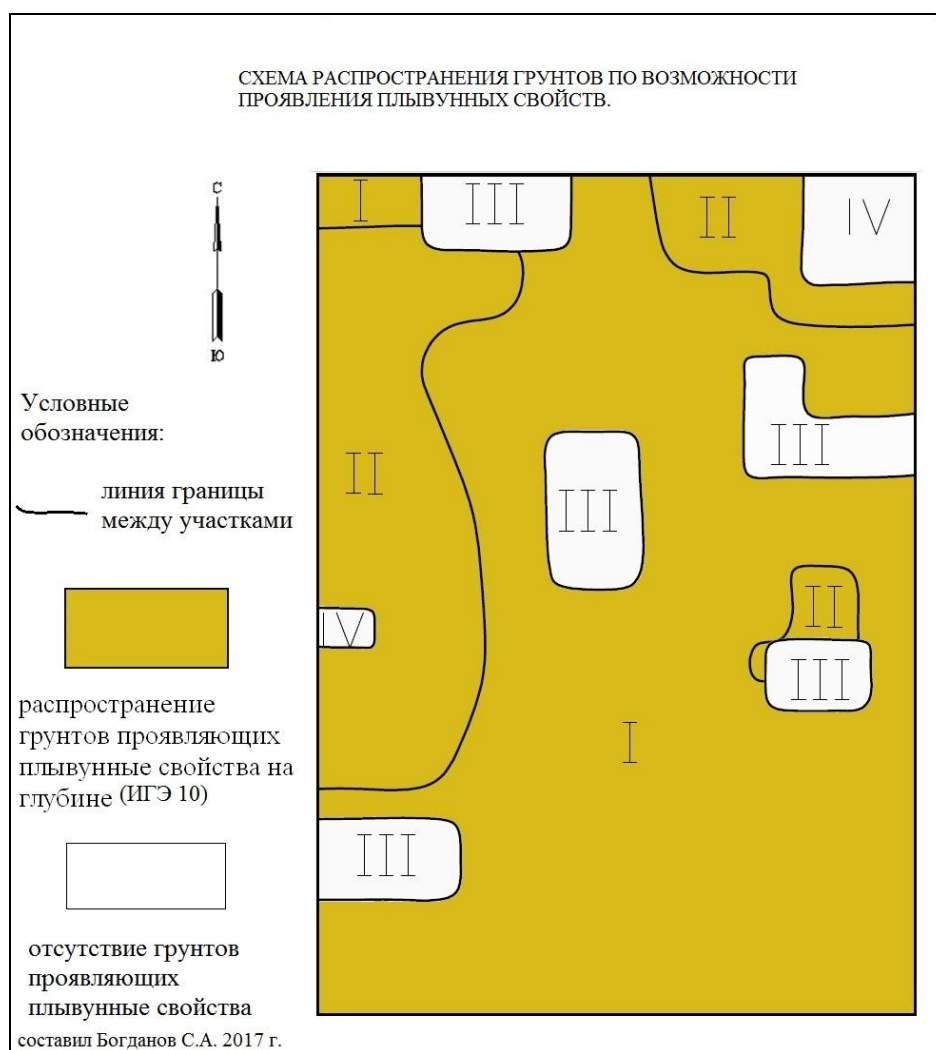 СХЕМА РАСПРОСТРАНЕНИЯ ГРУНТОВ ПО ВОЗМОЖНОСТИ
ПРОЯВЛЕНИЯ ПЛЫВУННЫХ СВОЙСТВ.
С
Ю
Условные
обозначения:
линия границы
между участками
распространение
грунтов проявляющих
плывунные свойства на
глубине (ИГЭ 10)
отсутствие грунтов
проявляющих
плывунные свойства
составил Богданов С.А. 2017 г.
I
III
II
IV
III
II
III
II
IV
III
I
III